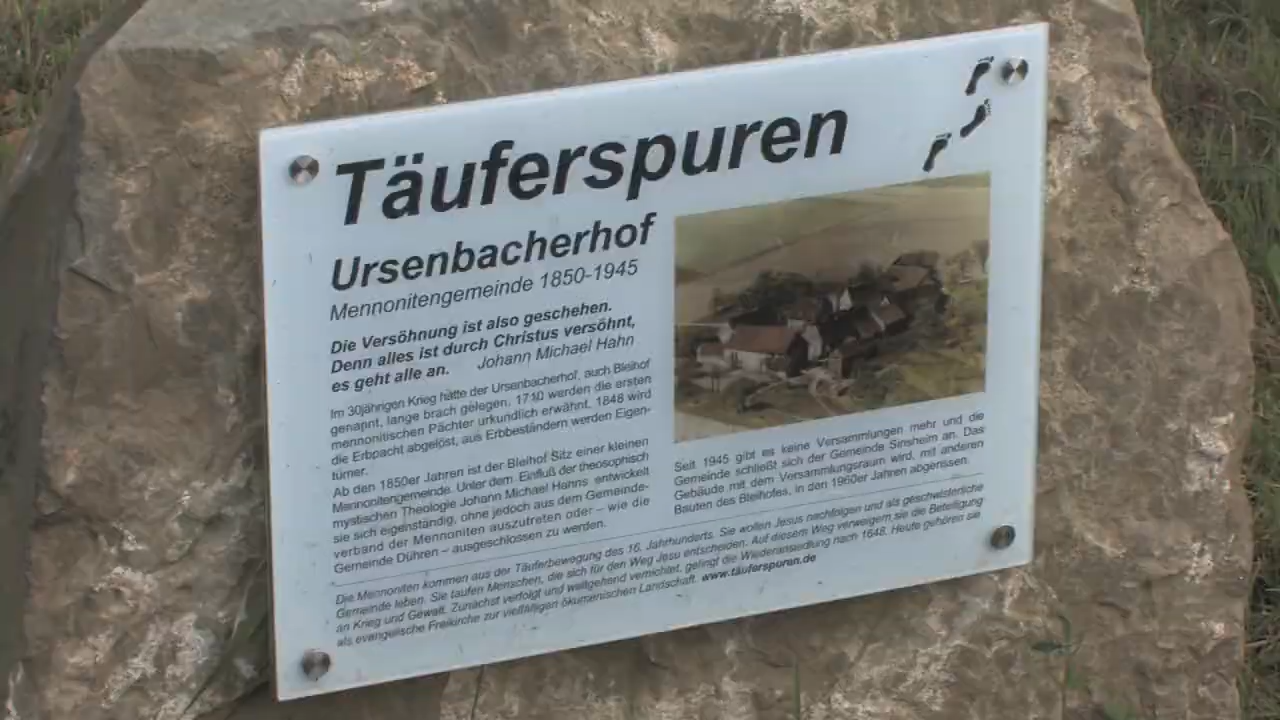 Täuferspuren
Ursenbacherhof
Mennonitengemeinde 1850-1945
Die Versöhnung ist also geschehen.
Denn alles ist durch Christus versöhnt,
es geht alle an. Johann Michael Hahn
Im 30jährigen Krieg hatte der Ursenbacherhof, auch Bleihof
genannt, lange brach gelegen, 1710 werden die ersten
mennonitischen Pächter urkundlich erwähnt, 1848 wird
die Erbpacht abgelöst, aus Erbbeständern werden Eigen-
tümer.
Ab den 1850er Jahren ist der Bleihof Sitz einer kleinen
Mennonitengemeinde. Unter dem Einfluß der theosophisch
mystischen Theologie Johann Michael Hahns entwickelt
sie sich eigenständig, ohne jedoch aus dem Gemeinde-
verband der Mennoniten auszutreten oder – wie die
Gemeinde Dühren – ausgeschlossen zu werden.
Seit 1945 gibt es keine Versammlungen mehr und die
Gemeinde schließt sich der Gemeinde Sinsheim an. Das
Gebäude mit dem Versammlungsraum wird, mit anderen
Bauten des Bleihofes, in den 1960er Jahren abgerissen.
Die Mennoniten kommen aus der Täuferbewegung des 16. Jahrhunderts. Sie wollen Jesus nachfolgen und als geschwisterliche
Gemeinde leben. Sie taufen Menschen, die sich für den Weg Jesu entscheiden. Auf diesem Weg verweigern sie die Beteiligung
an Krieg und Gewalt. Zunächst verfolgt und weitgehend vernichtet, gelingt die Wiederansiedlung nach 1648. Heute gehören sie
als evangelische Freikirche zur vielfältigen ökumenischen Landschaft. www.täuferspuren.de